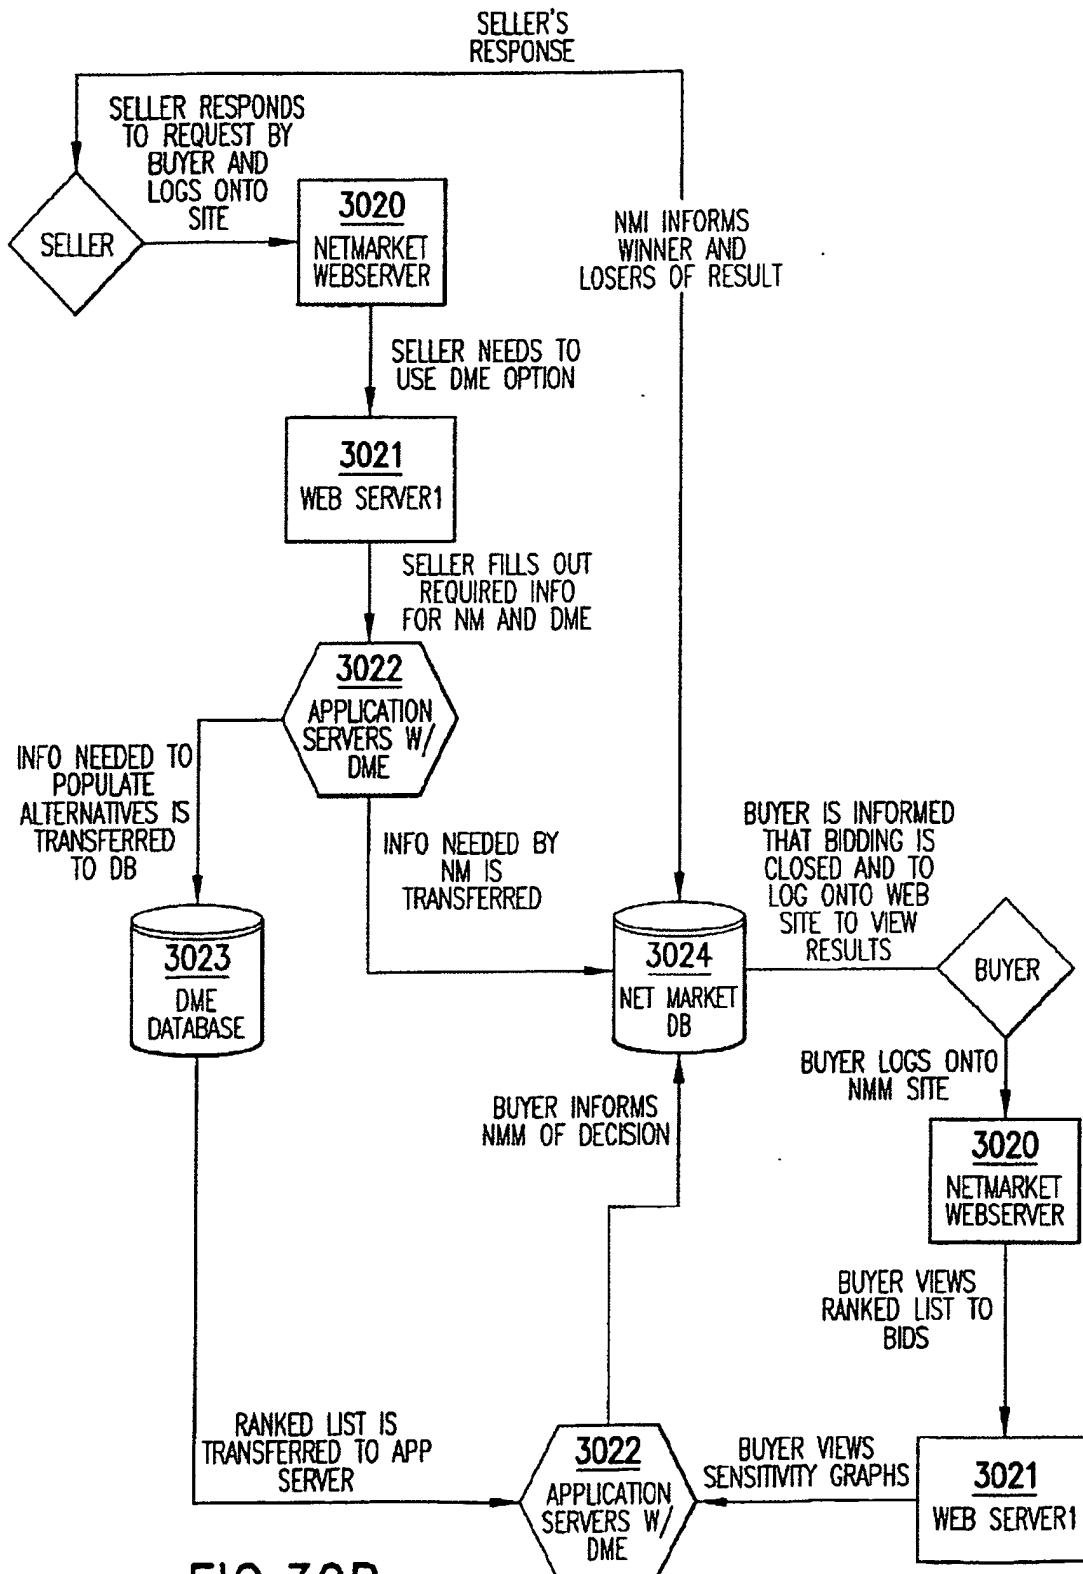 SELLER'S
RESPONSE
SELLER RESPONDS
TO REQUEST BY
BUYER AND
LOGS ONTO
SITE
SELLER
3020
NETMARKET
WEBSERVER
NMI INFORMS
WINNER AND
LOSERS OF RESULT
SELLER NEEDS TO
USE DME OPTION
3021
WEB SERVER1
SELLER FILLS OUT
REQUIRED INFO
FOR NM AND DME
3022
APPLICATION
SERVERS W/
DME
INFO NEEDED TO
POPULATE
ALTERNATIVES IS
TRANSFERRED
TO DB
INFO NEEDED BY
NM IS
TRANSFERRED
BUYER IS INFORMED
THAT BIDDING IS
CLOSED AND TO
LOG ONTO WEB
SITE TO VIEW
RESULTS
3023
DME
DATABASE
3024
NET MARKET
DB
BUYER
BUYER LOGS ONTO
NMM SITE
BUYER INFORMS
NMM OF DECISION
3020
NETMARKET
WEBSERVER
BUYER VIEWS
RANKED LIST TO
BIDS
RANKED LIST IS
TRANSFERRED TO APP
SERVER
3022
APPLICATION
SERVERS W/
DME
BUYER VIEWS
SENSITIVITY GRAPHS
3021
WEB SERVER1